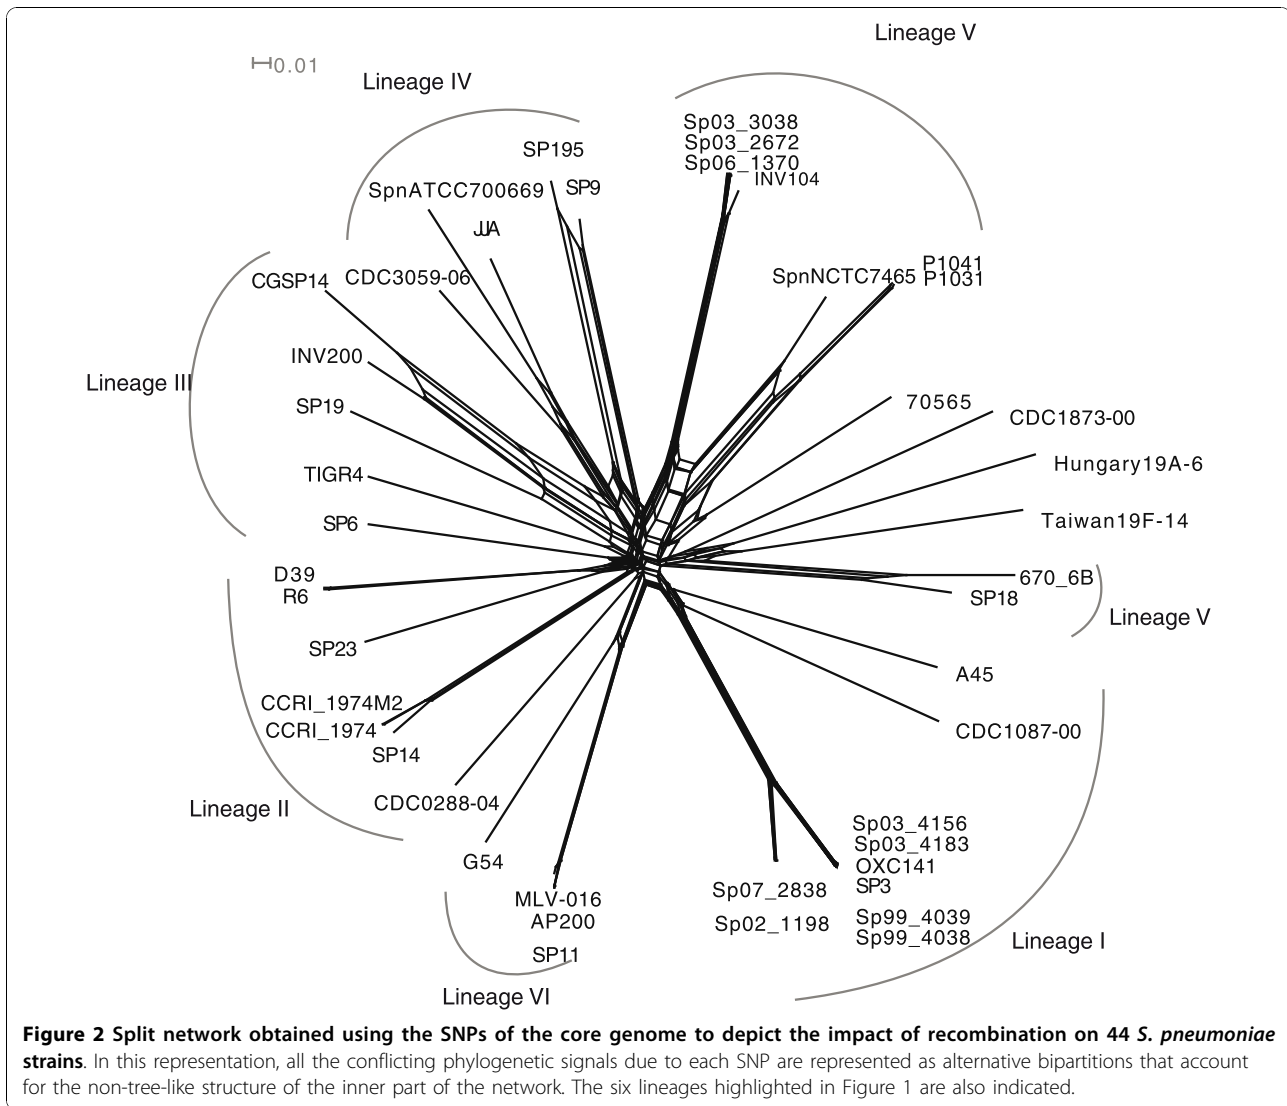 Lineage V
0.01
Lineage IV
Sp03_3038
Sp03_2672
Sp06_1370
INV104
SP195
SpnATCC700669
SP9
JJA
CGSP14
CDC3059-06
SpnNCTC7465
P1041
P1031
INV200
Lineage III
SP19
70565
CDC1873-00
Hungary19A-6
TIGR4
Taiwan19F-14
SP6
D39
R6
670_6B
SP18
Lineage V
SP23
A45
CCRI_1974M2
CCRI_1974
SP14
CDC1087-00
Lineage II
CDC0288-04
G54
Sp03_4156
Sp03_4183
OXC141
SP3
Sp07_2838
MLV-016
AP200
Sp02_1198
Sp99_4039
Sp99_4038
Lineage I
SP11
Lineage VI
Figure 2 Split network obtained using the SNPs of the core genome to depict the impact of recombination on 44 S. pneumoniae
strains. In this representation, all the conflicting phylogenetic signals due to each SNP are represented as alternative bipartitions that account
for the non-tree-like structure of the inner part of the network. The six lineages highlighted in Figure 1 are also indicated.